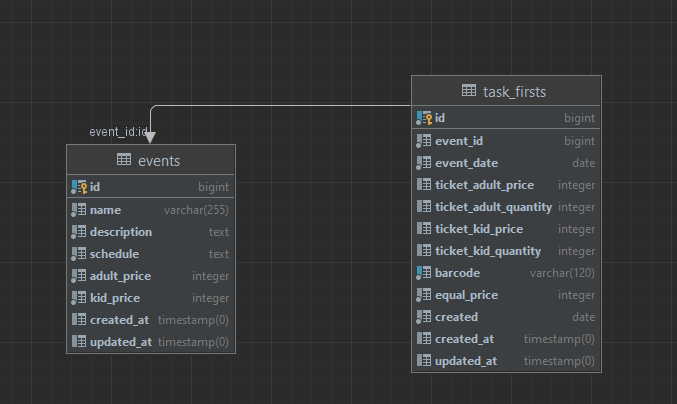 task_firsts
id bigint
event_id bigint
event_date date
ticket_adult_price integer
ticket_adult_quantity integer
ticket_kid_price integer
ticket_kid_quantity integer
barcode varchar(120)
equal_price integer
created date
created_at timestamp(0)
updated_at timestamp(0)
event_id:id
events
id bigint
name varchar(255)
description text
schedule text
adult_price integer
kid_price integer
created_at timestamp(0)
updated_at timestamp(0)